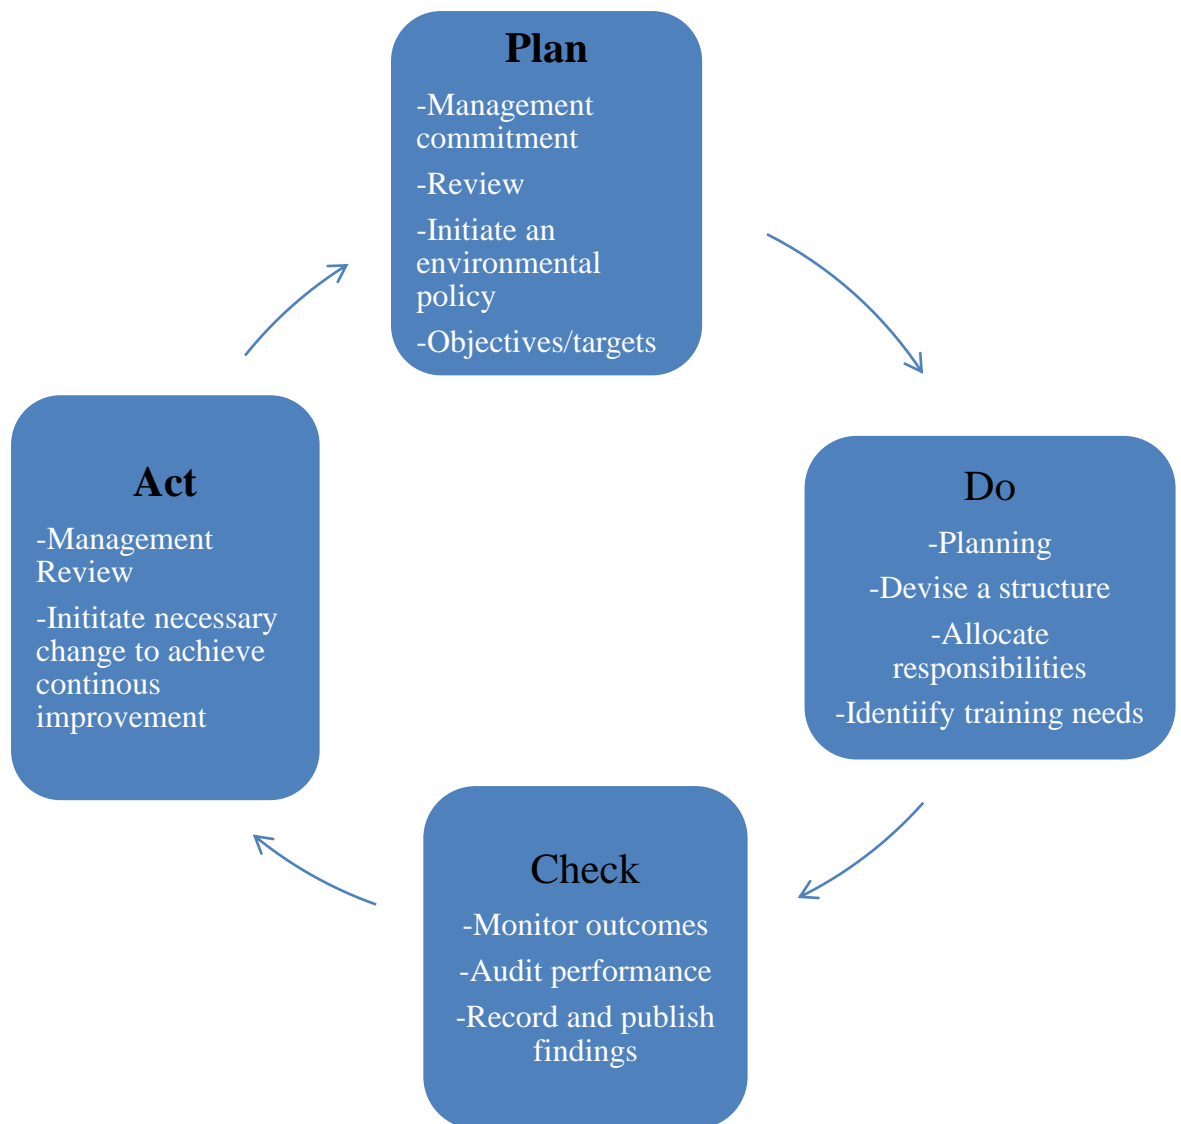 Plan
-Management
commitment
-Review
-Initiate an
environmental
policy
-Objectives/targets
Do
-Planning
-Devise a structure
-Allocate
responsibilities
-Identiify training needs
Check
-Monitor outcomes
-Audit performance
-Record and publish
findings
Act
-Management
Review
-Inititate necessary
change to achieve
continous
improvement